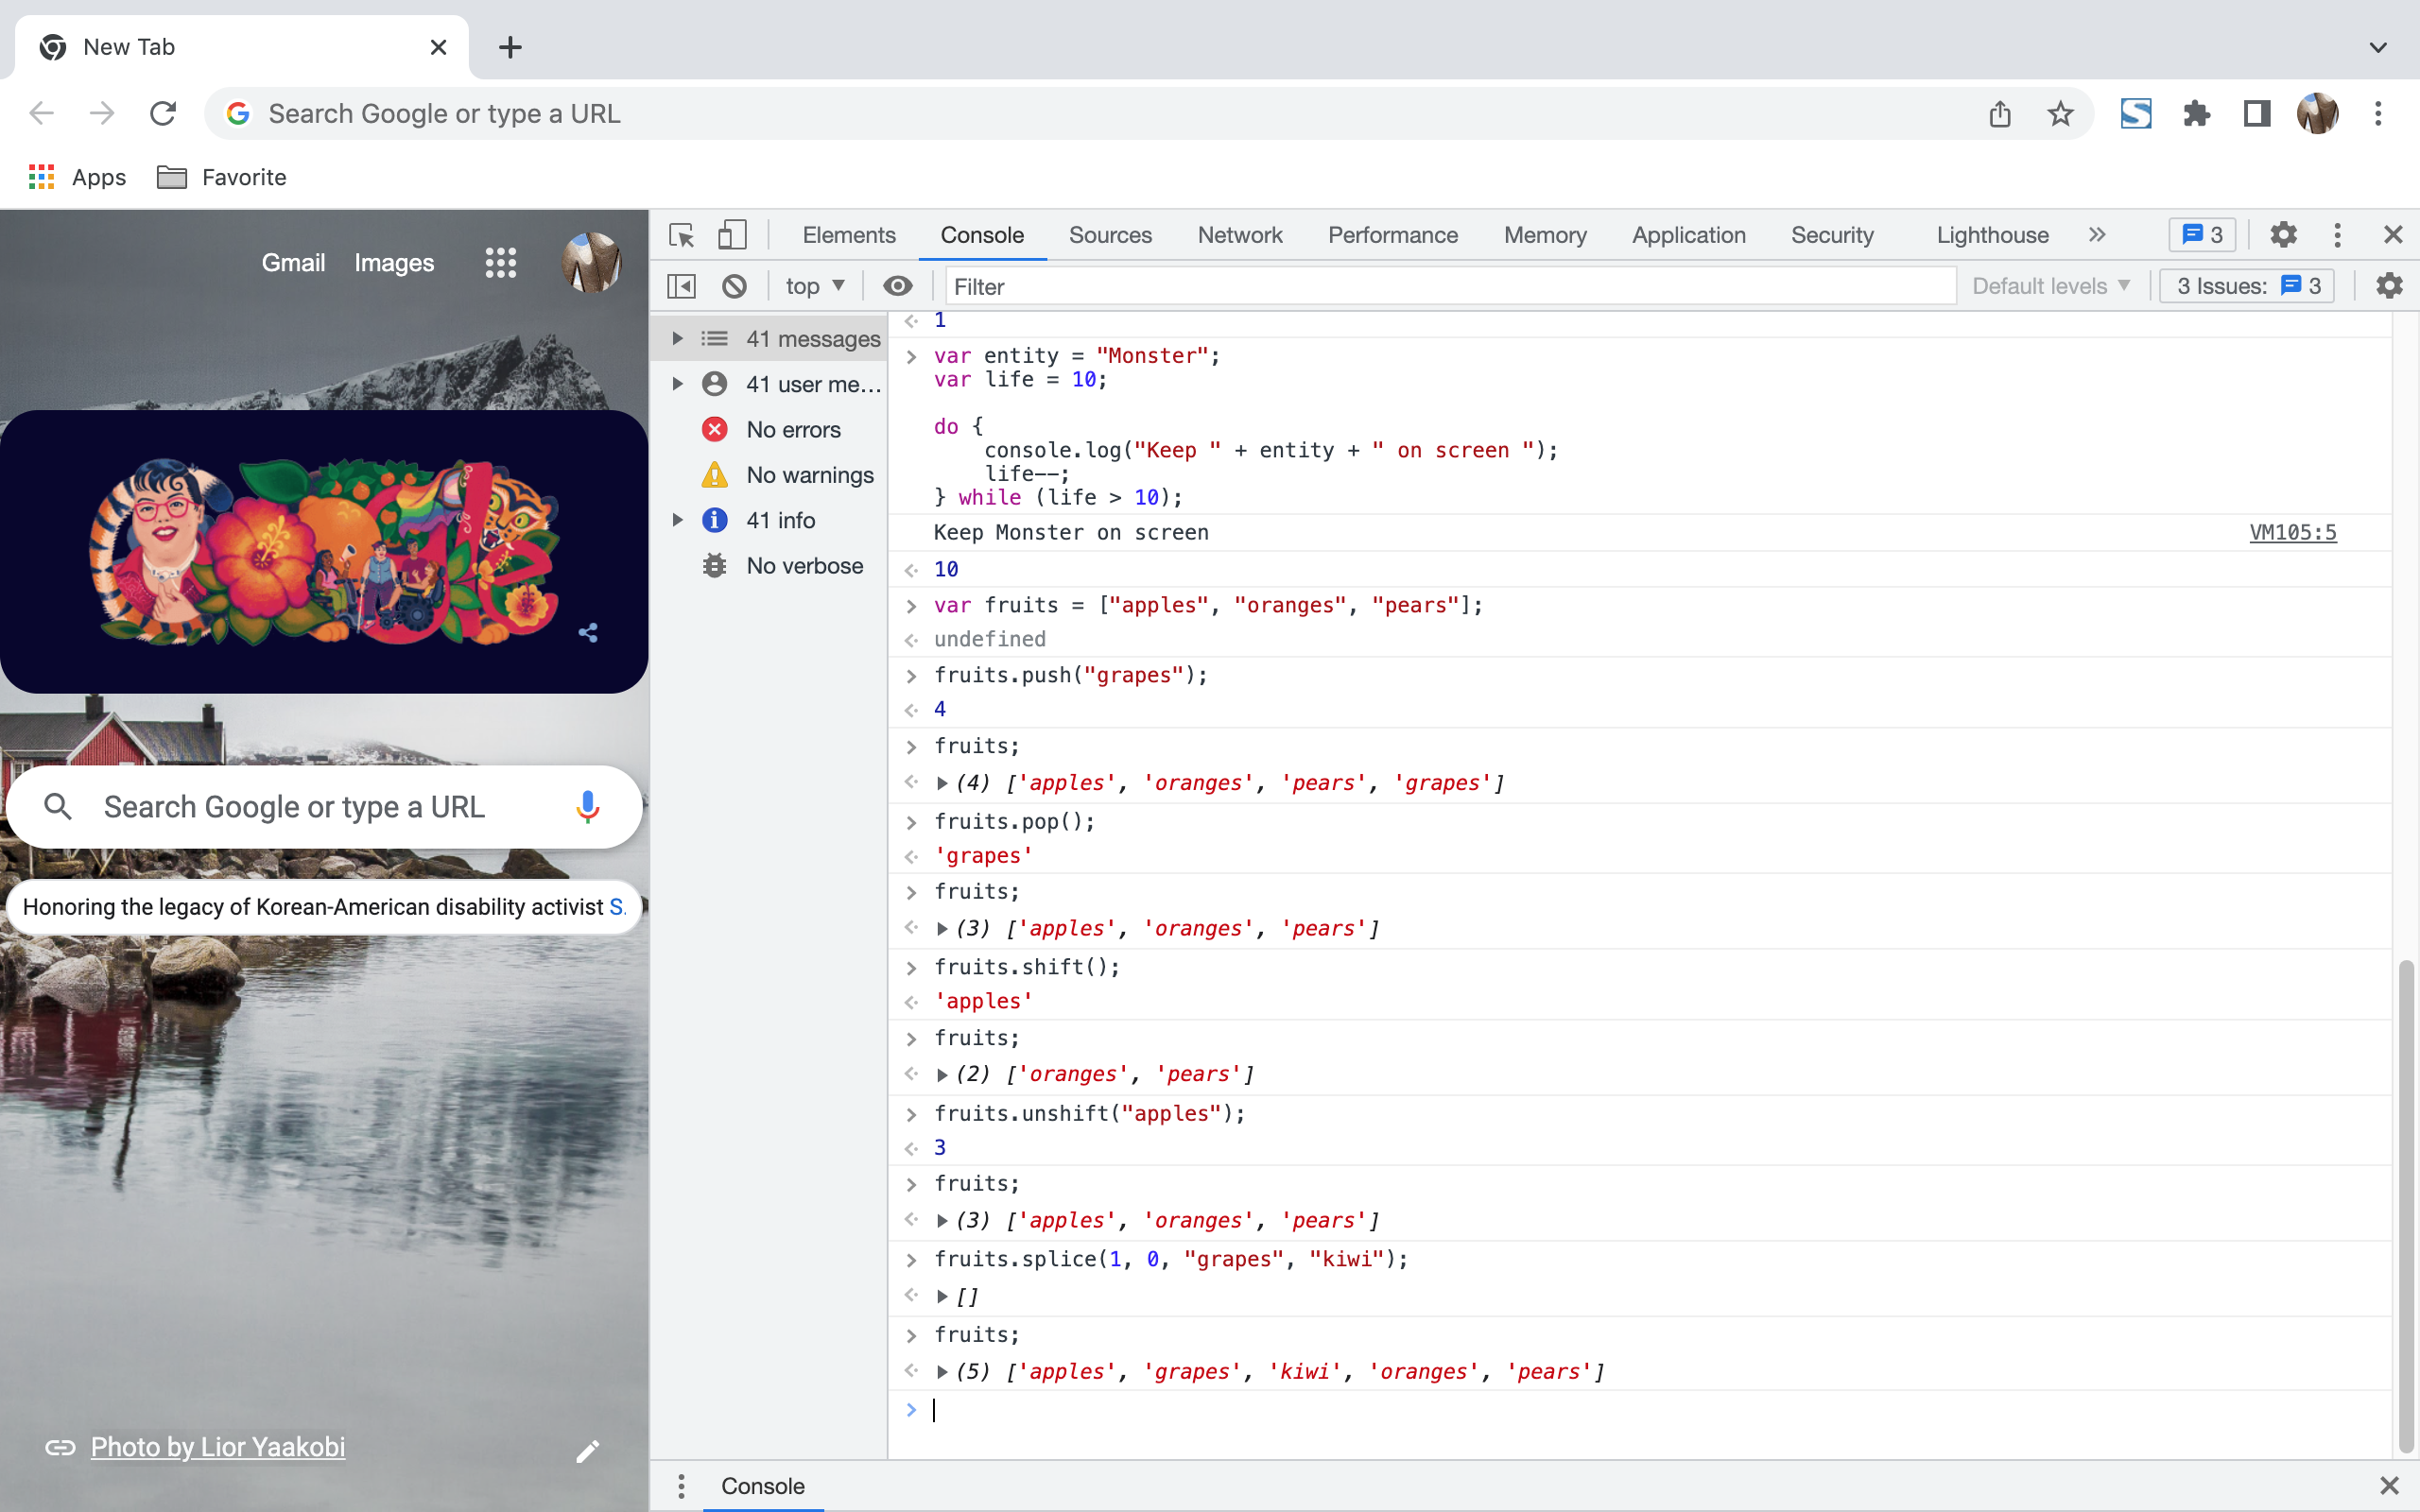 New Tab
Search Google or type a URL
Apps
Favorite
Gmail
Images
Search Google or type a URL
Honoring the legacy of Korean-American disability activist S.
Photo by Lior Yaakobi
Elements
Console
Sources
Network
Performance
Memory
Application
Security
Lighthouse
3
top
Filter
Default levels
3 Issues:
3
41 messages
41 user me...
No errors
No warnings
41 info
No verbose
1
var entity = "Monster";
var life = 10;
do {
console.log("Keep " + entity + " on screen ");
life--;
} while (life > 10);
Keep Monster on screen
VM105:5
10
var fruits = ["apples", "oranges", "pears"];
undefined
fruits.push("grapes");
4
fruits;
(4) ['apples', 'oranges', 'pears', 'grapes']
fruits.pop();
'grapes'
fruits;
(3) ['apples', 'oranges', 'pears']
fruits.shift();
'apples'
fruits;
(2) ['oranges', 'pears']
fruits.unshift("apples");
3
fruits;
(3) ['apples', 'oranges', 'pears']
fruits.splice(1, 0, "grapes", "kiwi");
[]
fruits;
(5) ['apples', 'grapes', 'kiwi', 'oranges', 'pears']
Console